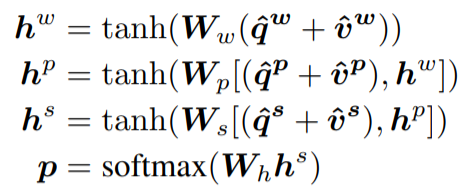 h^w = tanh(W_w(q̂^w + v̂^w))
h^p = tanh(W_p[(q̂^p + v̂^p), h^w])
h^s = tanh(W_s[(q̂^s + v̂^s), h^p])
p = softmax(W_h h^s)